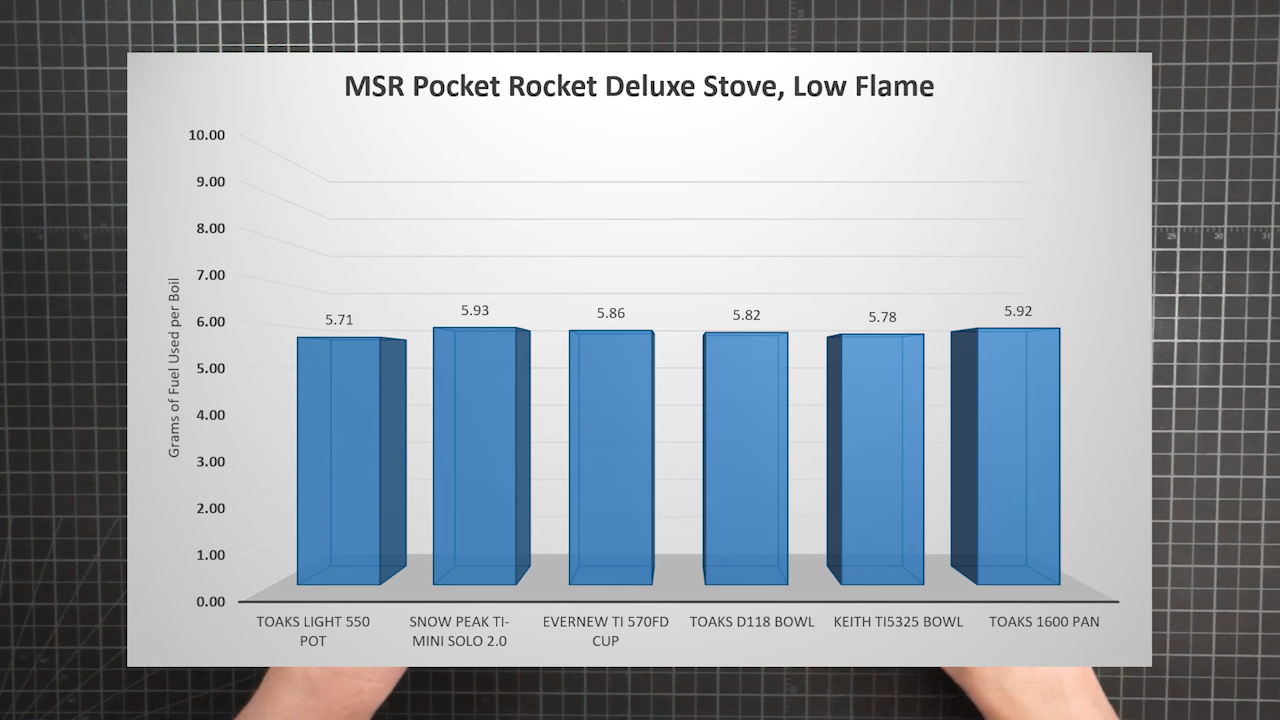 MSR Pocket Rocket Deluxe Stove, Low Flame
10.00
9.00
8.00
7.00
6.00
5.00
4.00
3.00
2.00
1.00
0.00
Grams of Fuel Used per Boil
5.71
5.93
5.86
5.82
5.78
5.92
TOAKS LIGHT 550
POT
SNOW PEAK TI-
MINI SOLO 2.0
EVERNEW TI 570FD
CUP
TOAKS D118 BOWL
KEITH TI5325 BOWL
TOAKS 1600 PAN
29
30
31